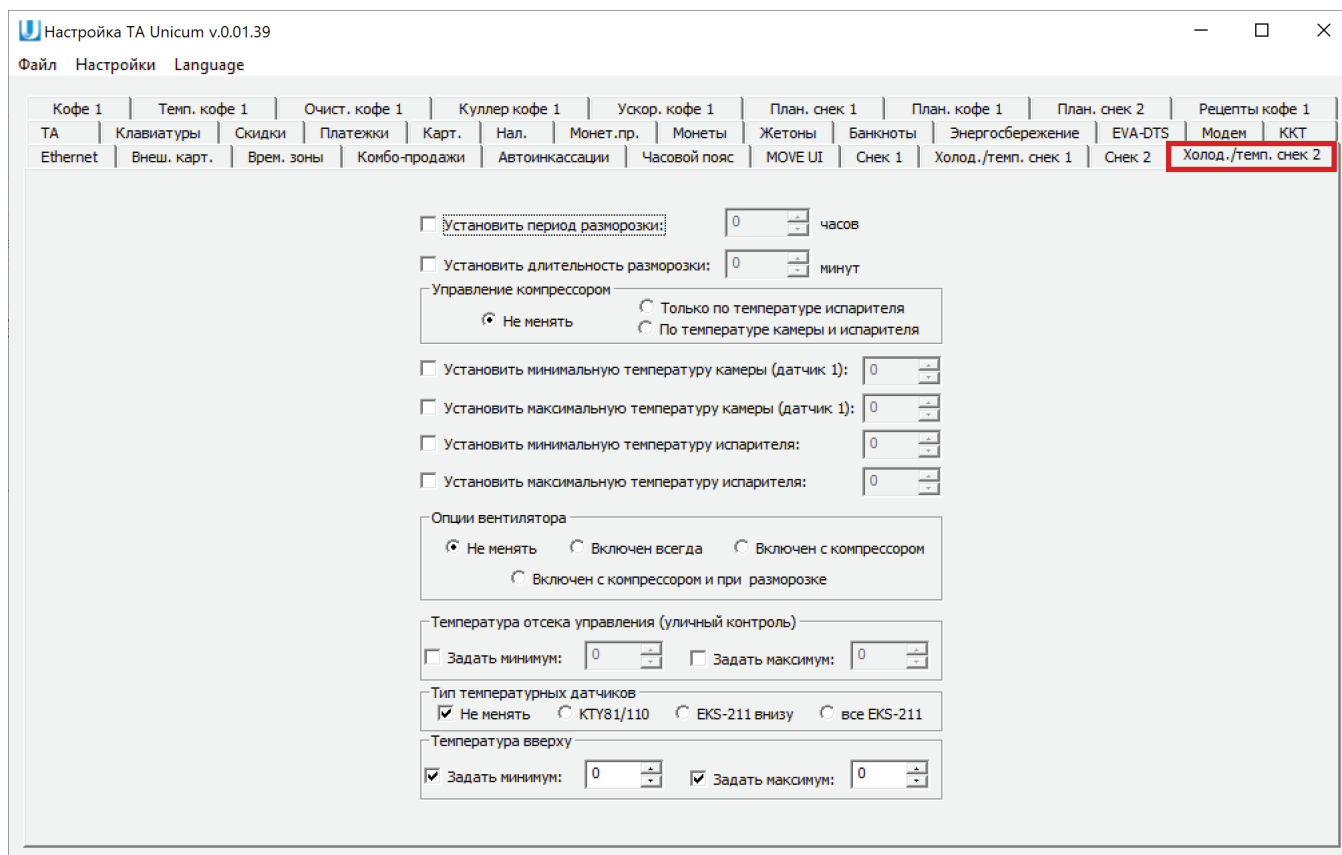 Настройка TA Unicum v.0.01.39
Файл Настройки Language
Кофе 1 Темп. кофе 1 Очист. кофе 1 Куллер кофе 1 Ускор. кофе 1 План. снек 1 План. кофе 1 План. снек 2 Рецепты кофе 1
ТА Клавиатуры Скидки Платежки Карт. Нал. Монет.пр. Монеты Жетоны Банкноты Энергосбережение EVA-DTS Модем ККТ
Ethernet Внеш. карт. Врем. зоны Комбо-продажи Автоинкассации Часовой пояс MOVE UI Снек 1 Холод./темп. снек 1 Снек 2 Холод./темп. снек 2
Установить период разморозки: 0 часов
Установить длительность разморозки: 0 минут
Управление компрессором
Только по температуре испарителя
Не менять
По температуре камеры и испарителя
Установить минимальную температуру камеры (датчик 1): 0
Установить максимальную температуру камеры (датчик 1): 0
Установить минимальную температуру испарителя: 0
Установить максимальную температуру испарителя: 0
Опции вентилятора
Не менять Включен всегда Включен с компрессором
Включен с компрессором и при разморозке
Температура отсека управления (уличный контроль)
Задать минимум: 0 Задать максимум: 0
Тип температурных датчиков
Не менять KTY81/110 EKS-211 внизу все EKS-211
Температура вверху
Задать минимум: 0 Задать максимум: 0